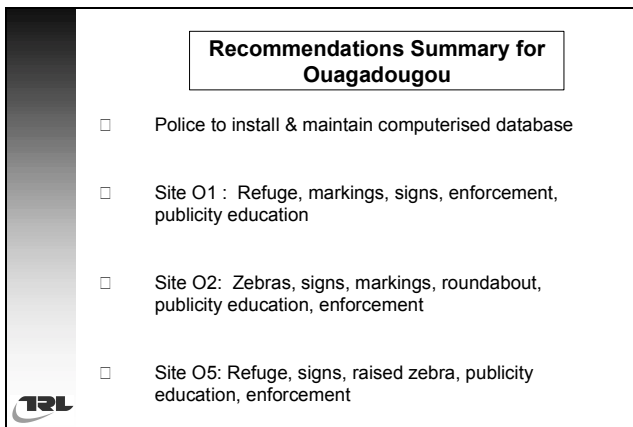 Recommendations Summary for
Ouagadougou
□ Police to install & maintain computerised database
□ Site O1 : Refuge, markings, signs, enforcement,
publicity education
□ Site O2: Zebras, signs, markings, roundabout,
publicity education, enforcement
□ Site O5: Refuge, signs, raised zebra, publicity
education, enforcement
TRL